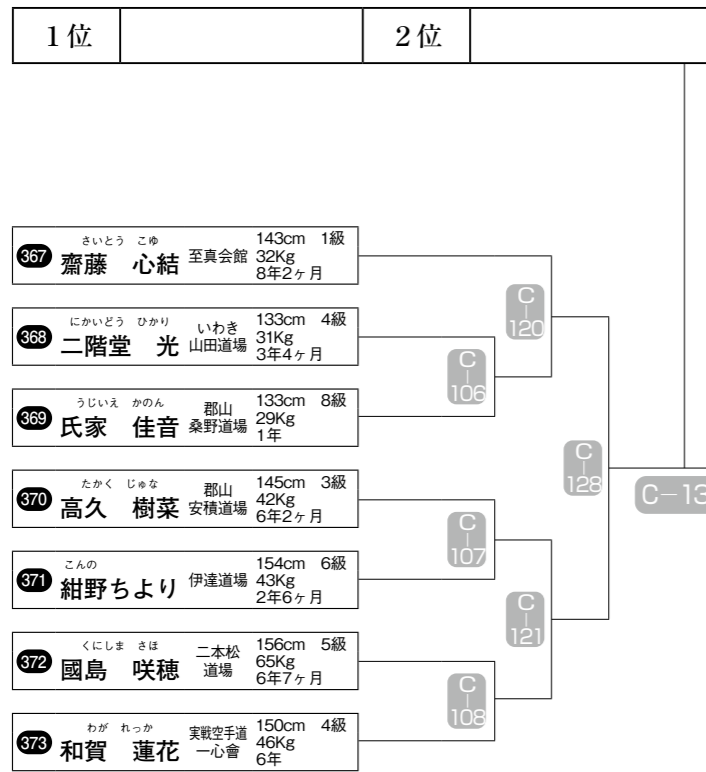 1位 2位
367
さいとう こゆ
齋藤 心結
至真会館
143cm 1級
32Kg
8年2ヶ月
368
にかいどう ひかり
二階堂 光
いわき
山田道場
133cm 4級
31Kg
3年4ヶ月
369
うじいえ かのん
氏家 佳音
郡山
桑野道場
133cm 8級
29Kg
1年
370
たかく じゅな
高久 樹菜
郡山
安積道場
145cm 3級
42Kg
6年2ヶ月
371
こんの
紺野ちより
伊達道場
154cm 6級
43Kg
2年6ヶ月
372
くにしま さほ
國島 咲穂
二本松
道場
156cm 5級
65Kg
6年7ヶ月
373
わが れっか
和賀 蓮花
実戦空手道
一心會
150cm 4級
46Kg
6年
C-106
C-107
C-108
C-120
C-121
C-128
C-13